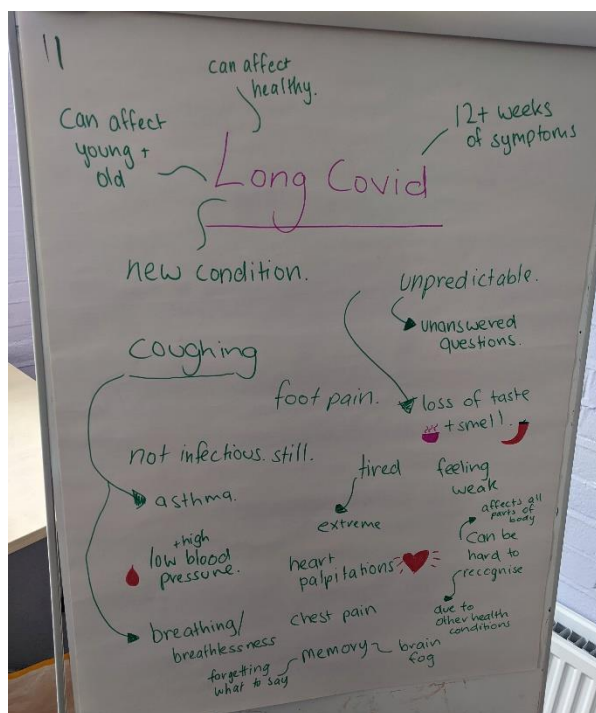 11
can affect
healthy.
Can affect
young +
old
12+ weeks
of symptoms
Long Covid
new condition.
unpredictable.
unanswered
questions.
coughing
foot pain.
loss of taste
+ smell.
not infectious still.
asthma.
tired
extreme
feeling
weak
affects all
parts of
body
can be
hard to
recognise
due to
other health
conditions
+ high
low blood
pressure.
heart
palpitations
breathing/
breathlessness
chest pain
memory
forgetting
what to say
brain
fog